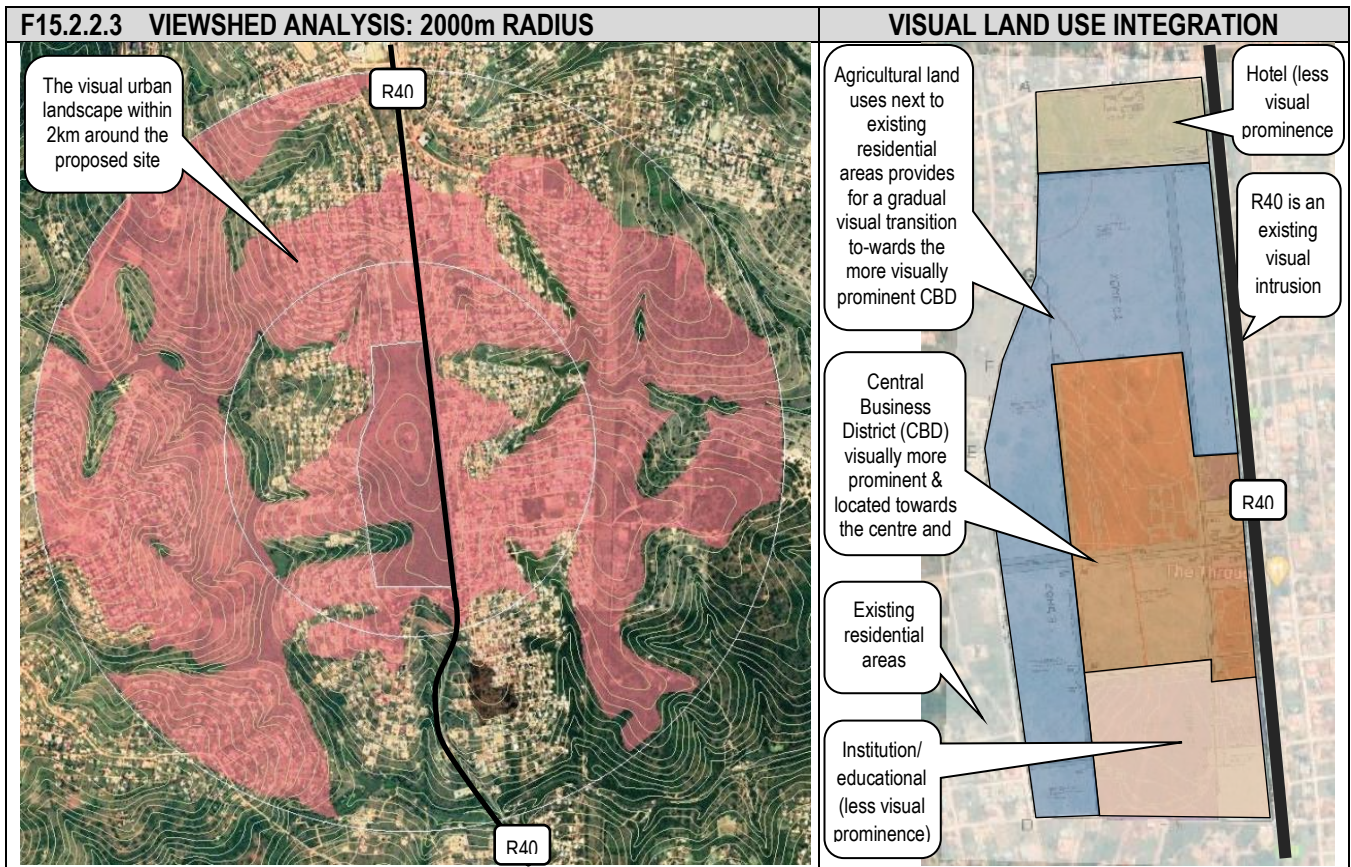 F15.2.2.3 VIEWSHED ANALYSIS: 2000m RADIUS
VISUAL LAND USE INTEGRATION
The visual urban
landscape within
2km around the
proposed site
R40
R40
Agricultural land
uses next to
existing
residential
areas provides
for a gradual
visual transition
to-wards the
more visually
prominent CBD
Central
Business
District (CBD)
visually more
prominent &
located towards
the centre and
Existing
residential
areas
Institution/
educational
(less visual
prominence)
Hotel (less
visual
prominence
R40 is an
existing
visual
intrusion
R40